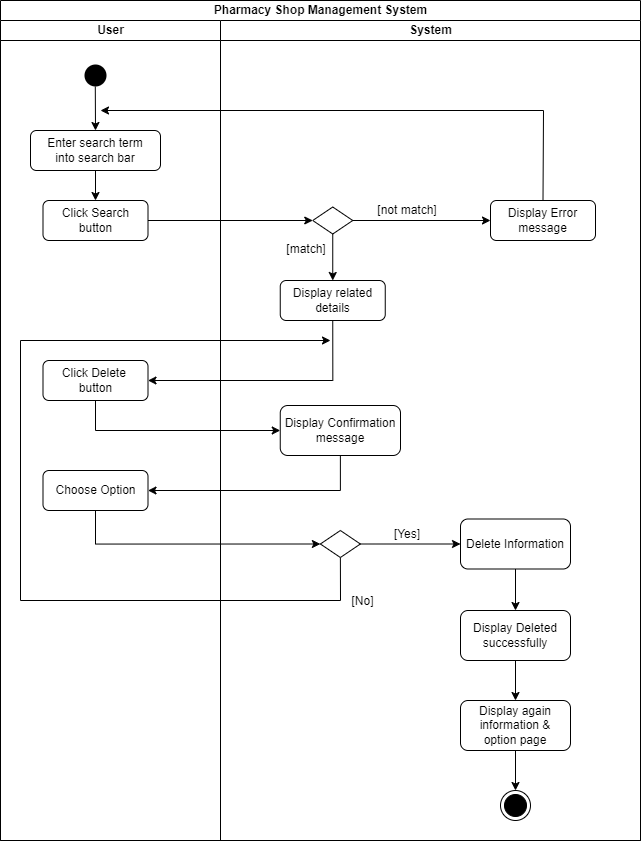 Pharmacy Shop Management System
User
System
Enter search term
into search bar
Click Search
button
[not match]
Display Error
message
[match]
Display related
details
Click Delete
button
Display Confirmation
message
Choose Option
[Yes]
Delete Information
[No]
Display Deleted
successfully
Display again
information &
option page